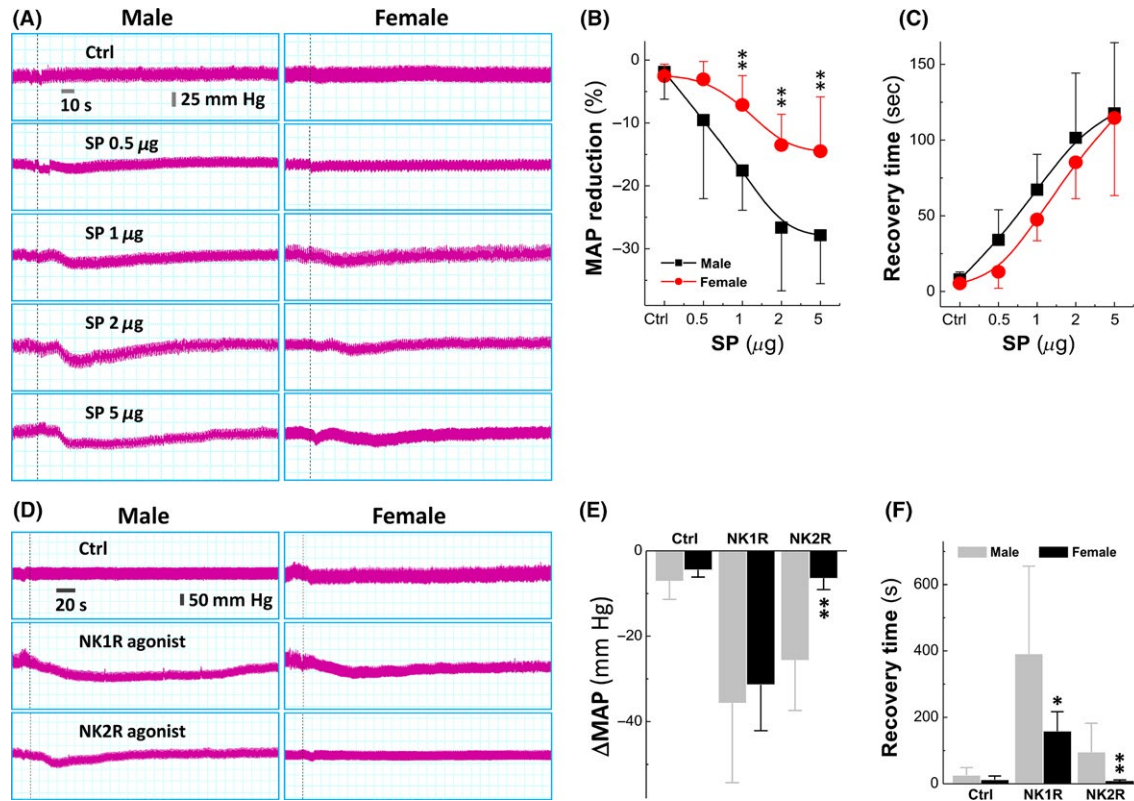 (A)
Male
Female
Ctrl
10 s
25 mm Hg
SP 0.5 μg
SP 1 μg
SP 2 μg
SP 5 μg
(B)
0
-10
-20
-30
MAP reduction (%)
**
**
**
Male
Female
Ctrl 0.5 1 2 5
SP (μg)
(C)
150
100
50
0
Recovery time (sec)
Ctrl 0.5 1 2 5
SP (μg)
(D)
Male
Female
Ctrl
20 s
50 mm Hg
NK1R agonist
NK2R agonist
(E)
Ctrl NK1R NK2R
0
-20
-40
ΔMAP (mm Hg)
**
(F)
Male Female
600
400
200
0
Recovery time (s)
*
**
Ctrl NK1R NK2R